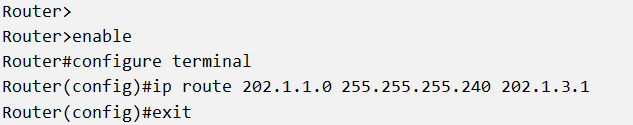 Router>
Router>enable
Router#configure terminal
Router(config)#ip route 202.1.1.0 255.255.255.240 202.1.3.1
Router(config)#exit